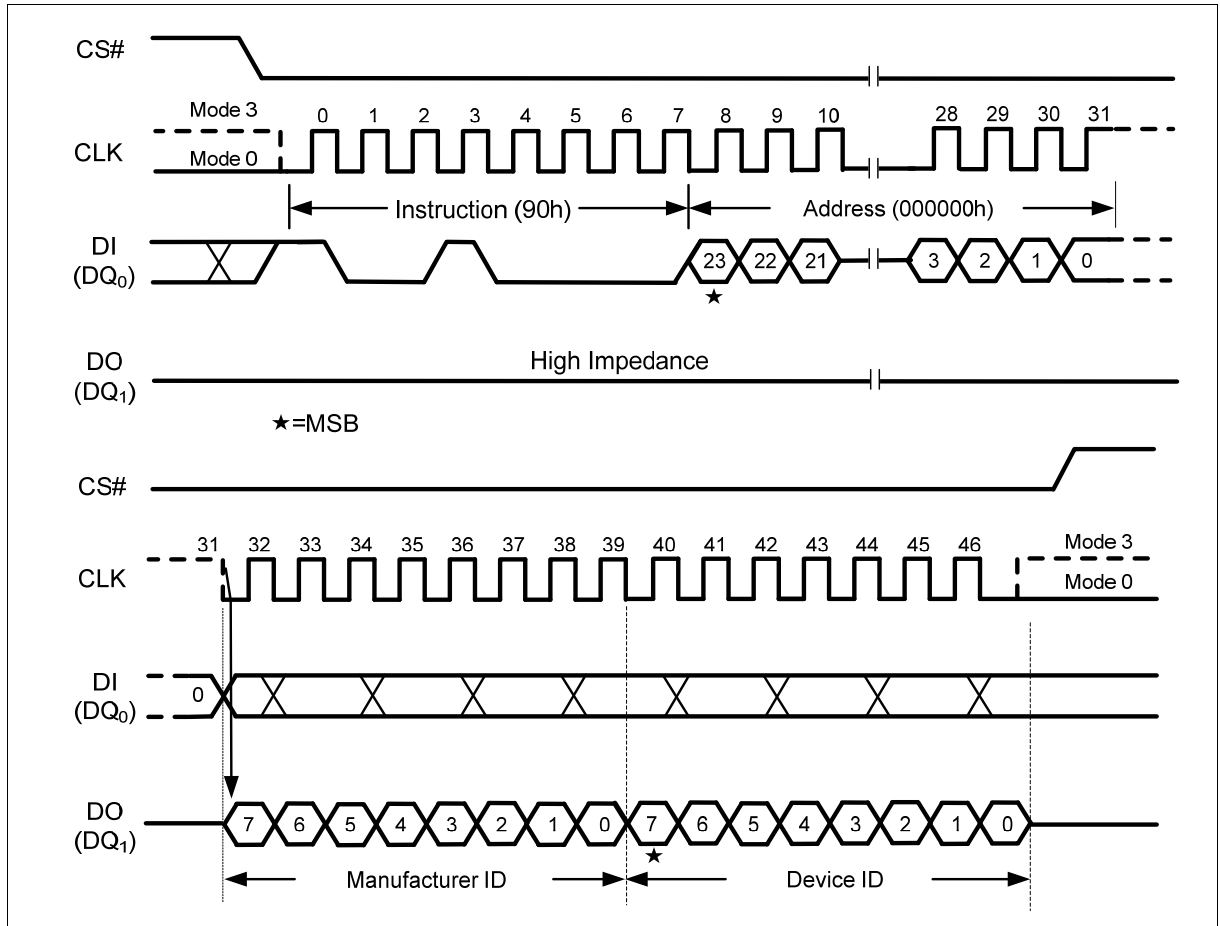 CS#
Mode 3
0 1 2 3 4 5 6 7 8 9 10 28 29 30 31
CLK
Mode 0
Instruction (90h) Address (000000h)
DI
(DQ₀)
23 22 21 3 2 1 0
★
DO
(DQ₁)
High Impedance
★=MSB
CS#
31 32 33 34 35 36 37 38 39 40 41 42 43 44 45 46
Mode 3
CLK
Mode 0
DI
(DQ₀)
0
DO
(DQ₁)
7 6 5 4 3 2 1 0 7 6 5 4 3 2 1 0
★
Manufacturer ID Device ID